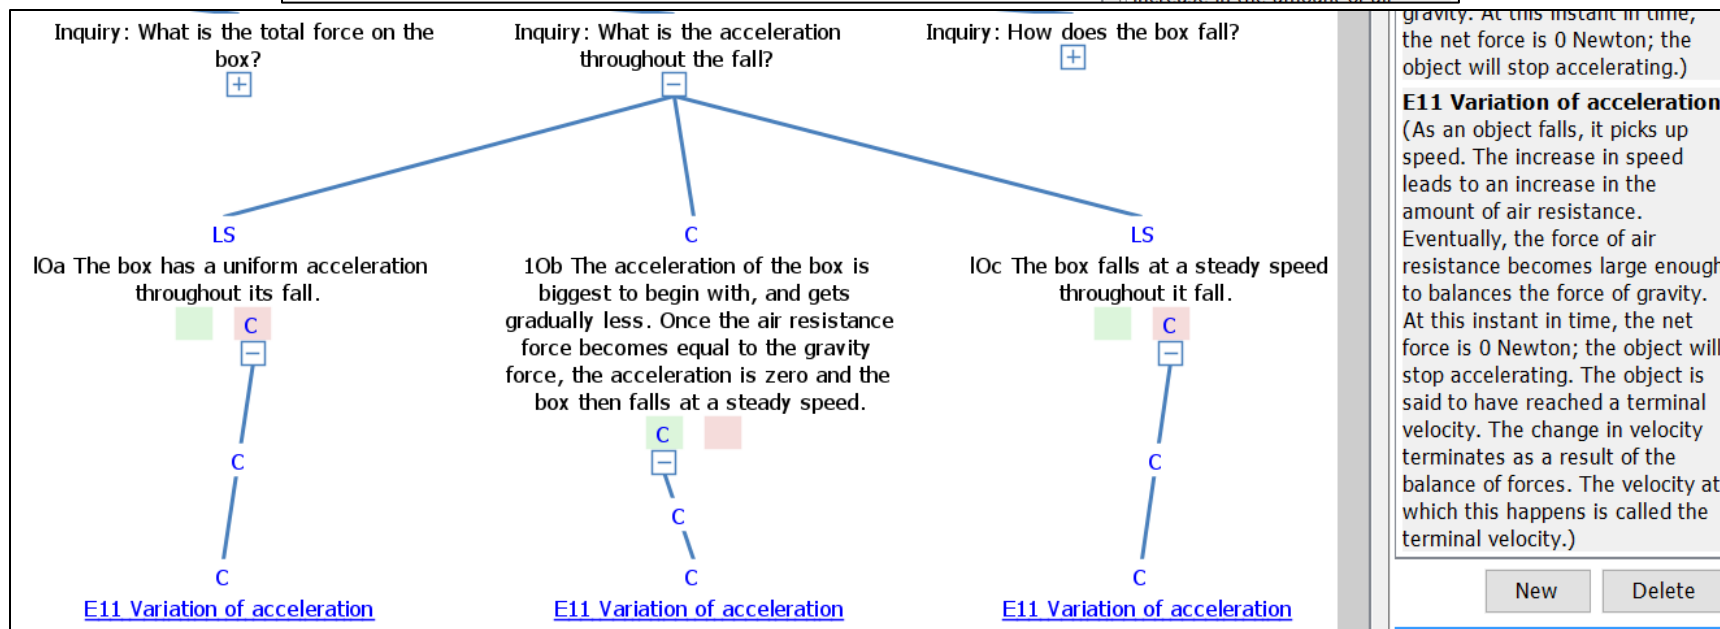 Inquiry: What is the total force on the
box?
+
Inquiry: What is the acceleration
throughout the fall?
−
Inquiry: How does the box fall?
+
LS
lOa The box has a uniform acceleration
throughout its fall.
C
−
C
C
E11 Variation of acceleration
C
1Ob The acceleration of the box is
biggest to begin with, and gets
gradually less. Once the air resistance
force becomes equal to the gravity
force, the acceleration is zero and the
box then falls at a steady speed.
C
−
C
C
E11 Variation of acceleration
LS
lOc The box falls at a steady speed
throughout it fall.
C
−
C
C
E11 Variation of acceleration
gravity. At this instant in time,
the net force is 0 Newton; the
object will stop accelerating.)
E11 Variation of acceleration
(As an object falls, it picks up
speed. The increase in speed
leads to an increase in the
amount of air resistance.
Eventually, the force of air
resistance becomes large enough
to balances the force of gravity.
At this instant in time, the net
force is 0 Newton; the object will
stop accelerating. The object is
said to have reached a terminal
velocity. The change in velocity
terminates as a result of the
balance of forces. The velocity at
which this happens is called the
terminal velocity.)
New
Delete